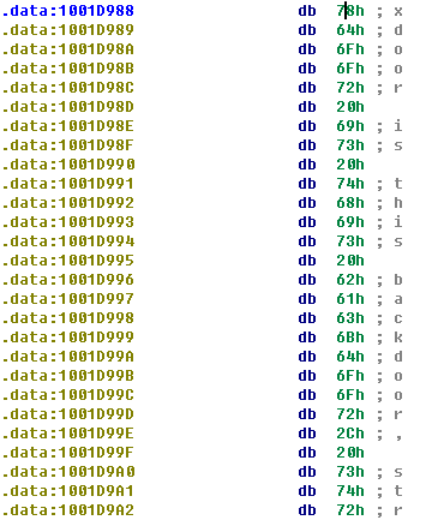 .data:1001D988 db 78h ; x
.data:1001D989 db 64h ; d
.data:1001D98A db 6Fh ; o
.data:1001D98B db 6Fh ; o
.data:1001D98C db 72h ; r
.data:1001D98D db 20h
.data:1001D98E db 69h ; i
.data:1001D98F db 73h ; s
.data:1001D990 db 20h
.data:1001D991 db 74h ; t
.data:1001D992 db 68h ; h
.data:1001D993 db 69h ; i
.data:1001D994 db 73h ; s
.data:1001D995 db 20h
.data:1001D996 db 62h ; b
.data:1001D997 db 61h ; a
.data:1001D998 db 63h ; c
.data:1001D999 db 6Bh ; k
.data:1001D99A db 64h ; d
.data:1001D99B db 6Fh ; o
.data:1001D99C db 6Fh ; o
.data:1001D99D db 72h ; r
.data:1001D99E db 2Ch ; ,
.data:1001D99F db 20h
.data:1001D9A0 db 73h ; s
.data:1001D9A1 db 74h ; t
.data:1001D9A2 db 72h ; r